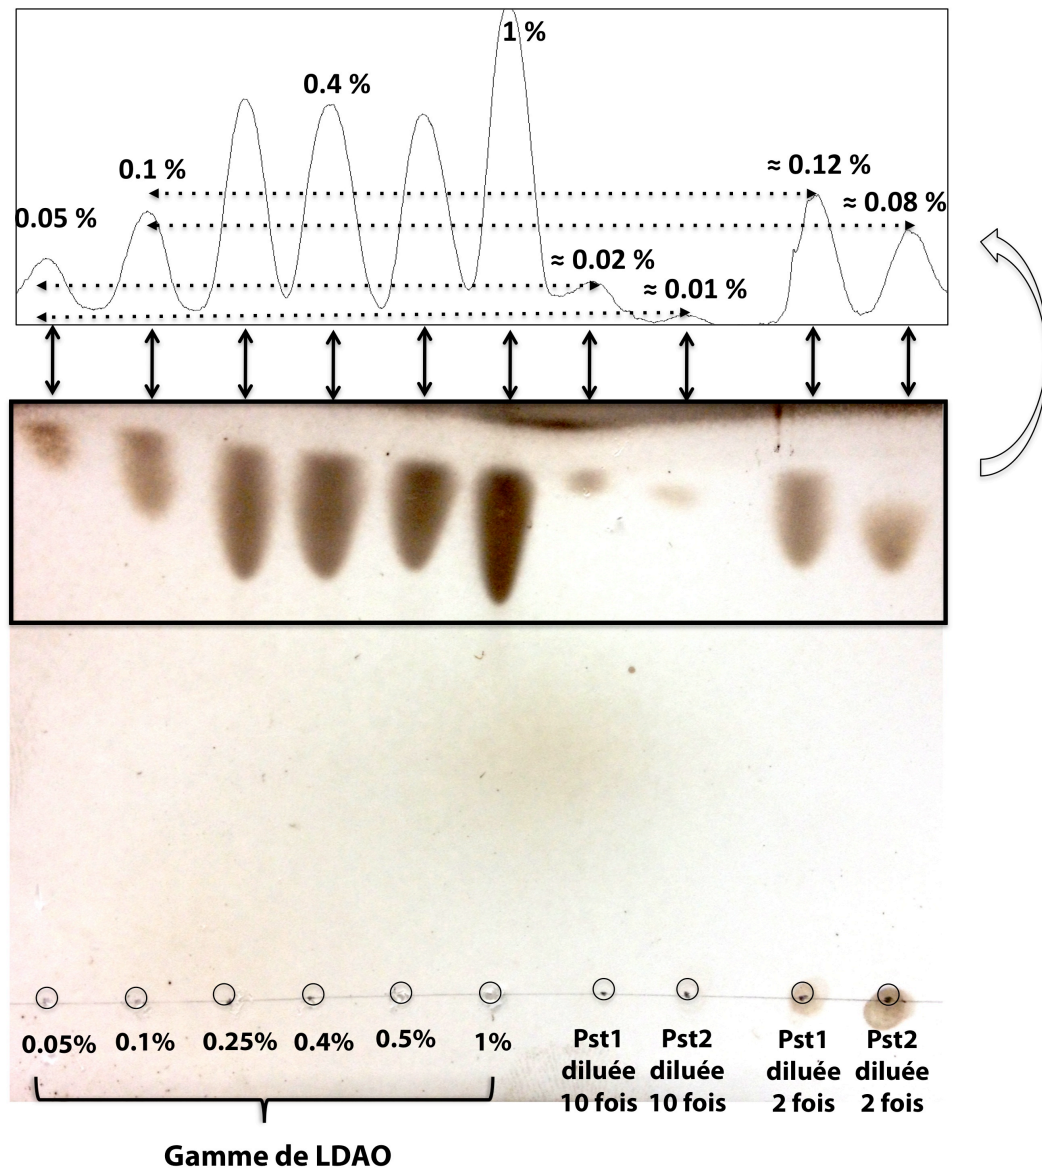 1 %
0.4 %
0.1 %
≈ 0.12 %
0.05 %
≈ 0.08 %
≈ 0.02 %
≈ 0.01 %
0.05%
0.1%
0.25%
0.4%
0.5%
1%
Pst1
diluée
10 fois
Pst2
diluée
10 fois
Pst1
diluée
2 fois
Pst2
diluée
2 fois
Gamme de LDAO